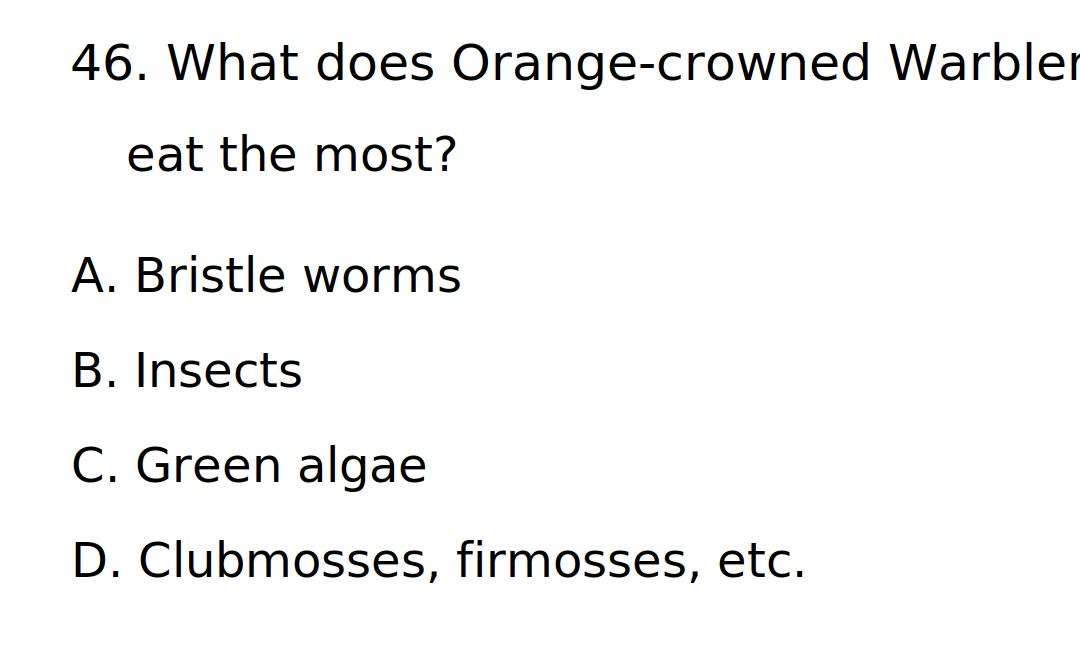 46. What does Orange-crowned Warbler
eat the most?
A. Bristle worms
B. Insects
C. Green algae
D. Clubmosses, firmosses, etc.